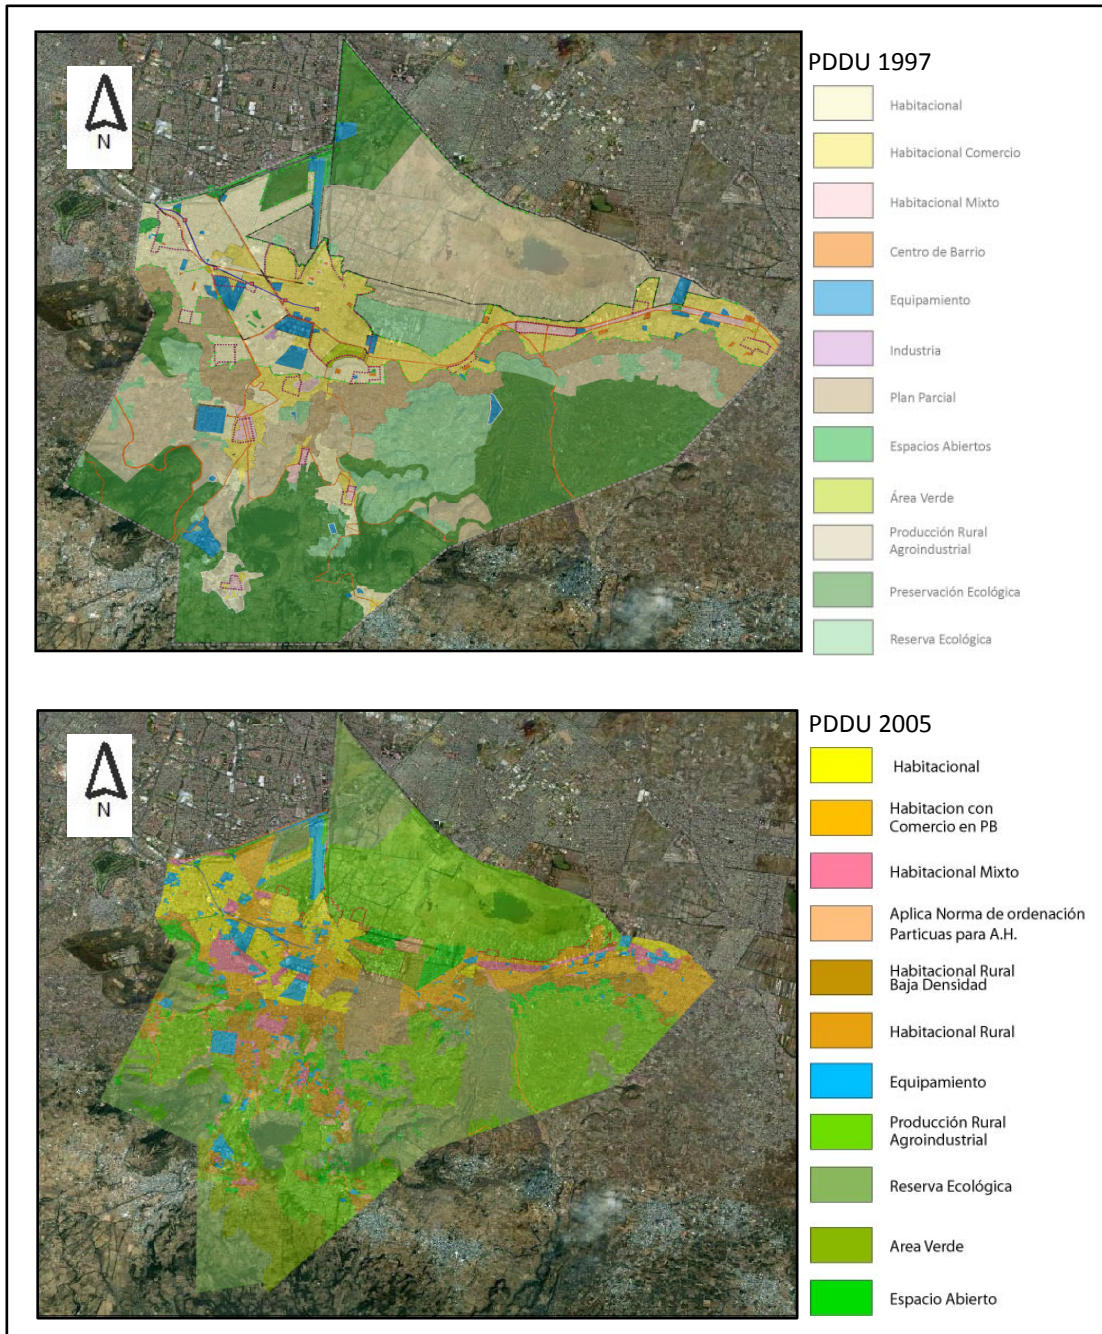 N
PDDU 1997
Habitacional
Habitacional Comercio
Habitacional Mixto
Centro de Barrio
Equipamiento
Industria
Plan Parcial
Espacios Abiertos
Área Verde
Producción Rural
Agroindustrial
Preservación Ecológica
Reserva Ecológica
N
PDDU 2005
Habitacional
Habitacion con
Comercio en PB
Habitacional Mixto
Aplica Norma de ordenación
Particuas para A.H.
Habitacional Rural
Baja Densidad
Habitacional Rural
Equipamiento
Producción Rural
Agroindustrial
Reserva Ecológica
Area Verde
Espacio Abierto